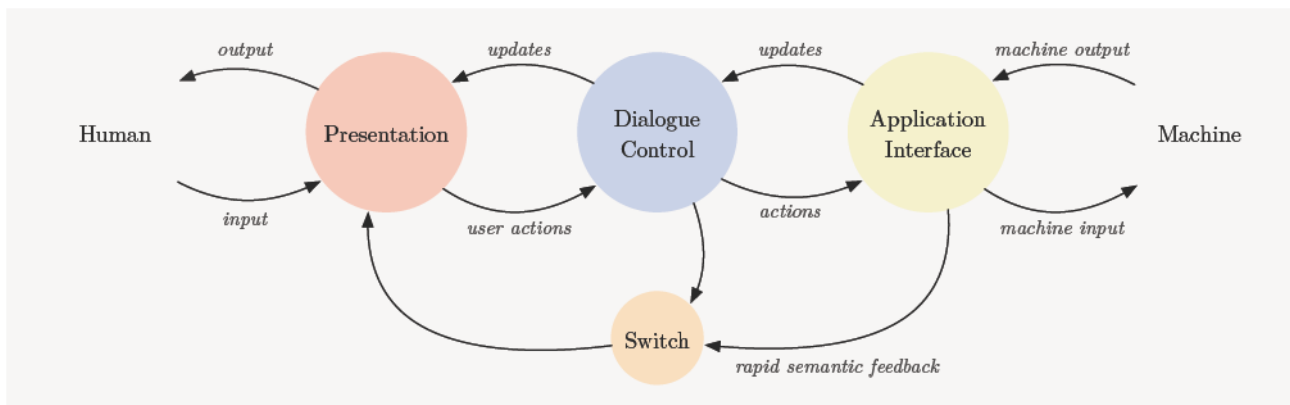 output
updates
updates
machine output
Human
Presentation
Dialogue
Control
Application
Interface
Machine
input
user actions
actions
machine input
Switch
rapid semantic feedback